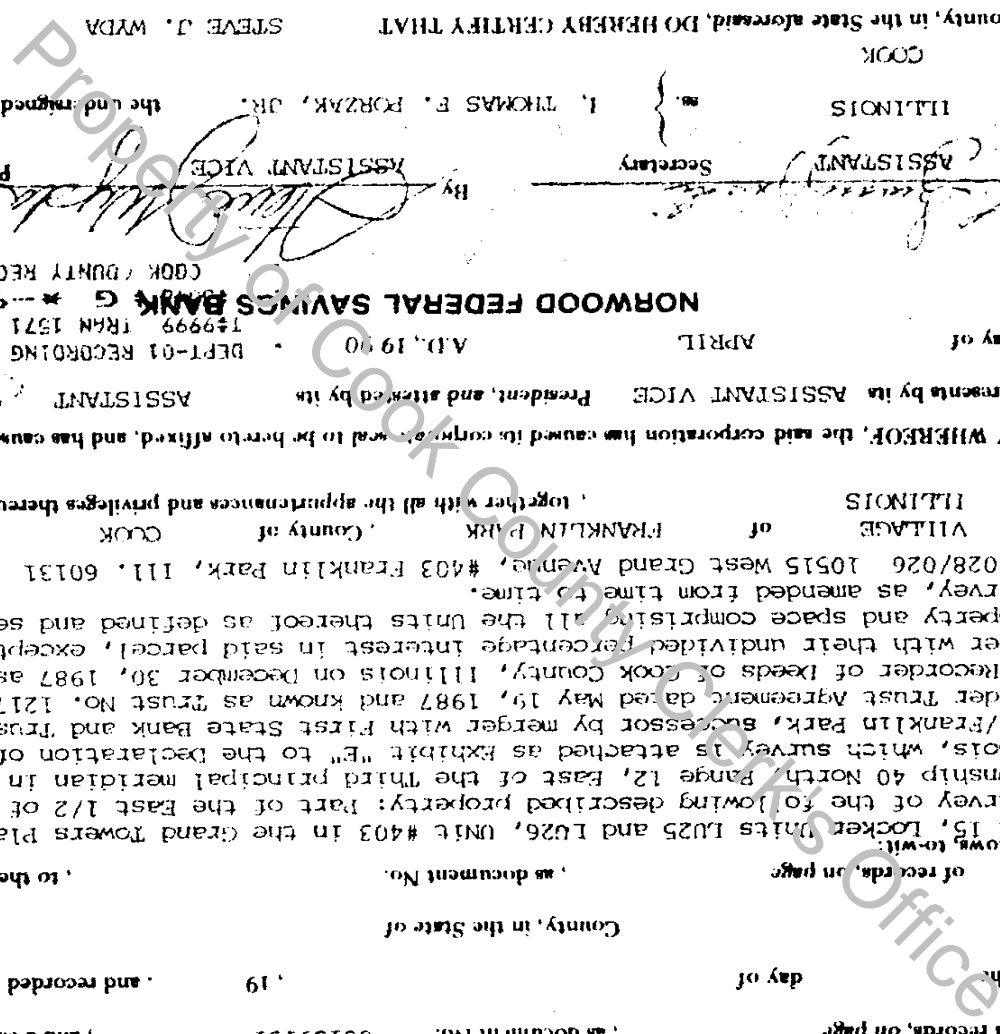 records, on page , as document No.
day of , 19 . and recorded
County, in the State of
of records, on page , as document No. , to the
ows, to-wit:
15, Locker Units LU25 and LU26, UNIT #403 in the Grand Towers Pla
rvey of the following described property: Part of the East 1/2 of
nship 40 North, Range 12, East of the Third principal meridian in
ois, which survey is attached as Exhibit "E" to the Declaration of
/Franklin Park, successor by merger with First State Bank and Trus
der Trust Agreement dated May 19, 1987 and known as Trust No. 121
Recorder of Deeds of Cook County, Illinois on December 30, 1987 as
er with their undivided percentage interest in said parcel, except
perty and space comprising all the Units thereof as defined and se
rvey, as amended from time to time.
028/026 10515 West Grand Avenue, #403 Franklin Park, Ill. 60131
VILLAGE of FRANKLIN PARK , County of COOK
ILLINOIS , together with all the appurtenances and privileges thereu
WHEREOF, the said corporation has caused its corporate seal to be hereto affixed, and has caus
resents by its ASSISTANT VICE President, and attested by its ASSISTANT
ay of APRIL A.D., 19 90
DEPT-01 RECORDING
T#9999 TRAN 1571
NORWOOD FEDERAL SAVINGS BANK
COOK COUNTY REC
By
ASSISTANT Secretary ASSISTANT VICE P
ILLINOIS
ss. I, THOMAS F. PORZAK, JR. the undersigned
COOK
ounty, in the State aforesaid, DO HEREBY CERTIFY THAT STEVE J. WYDA
Property of Cook County Clerk's Office